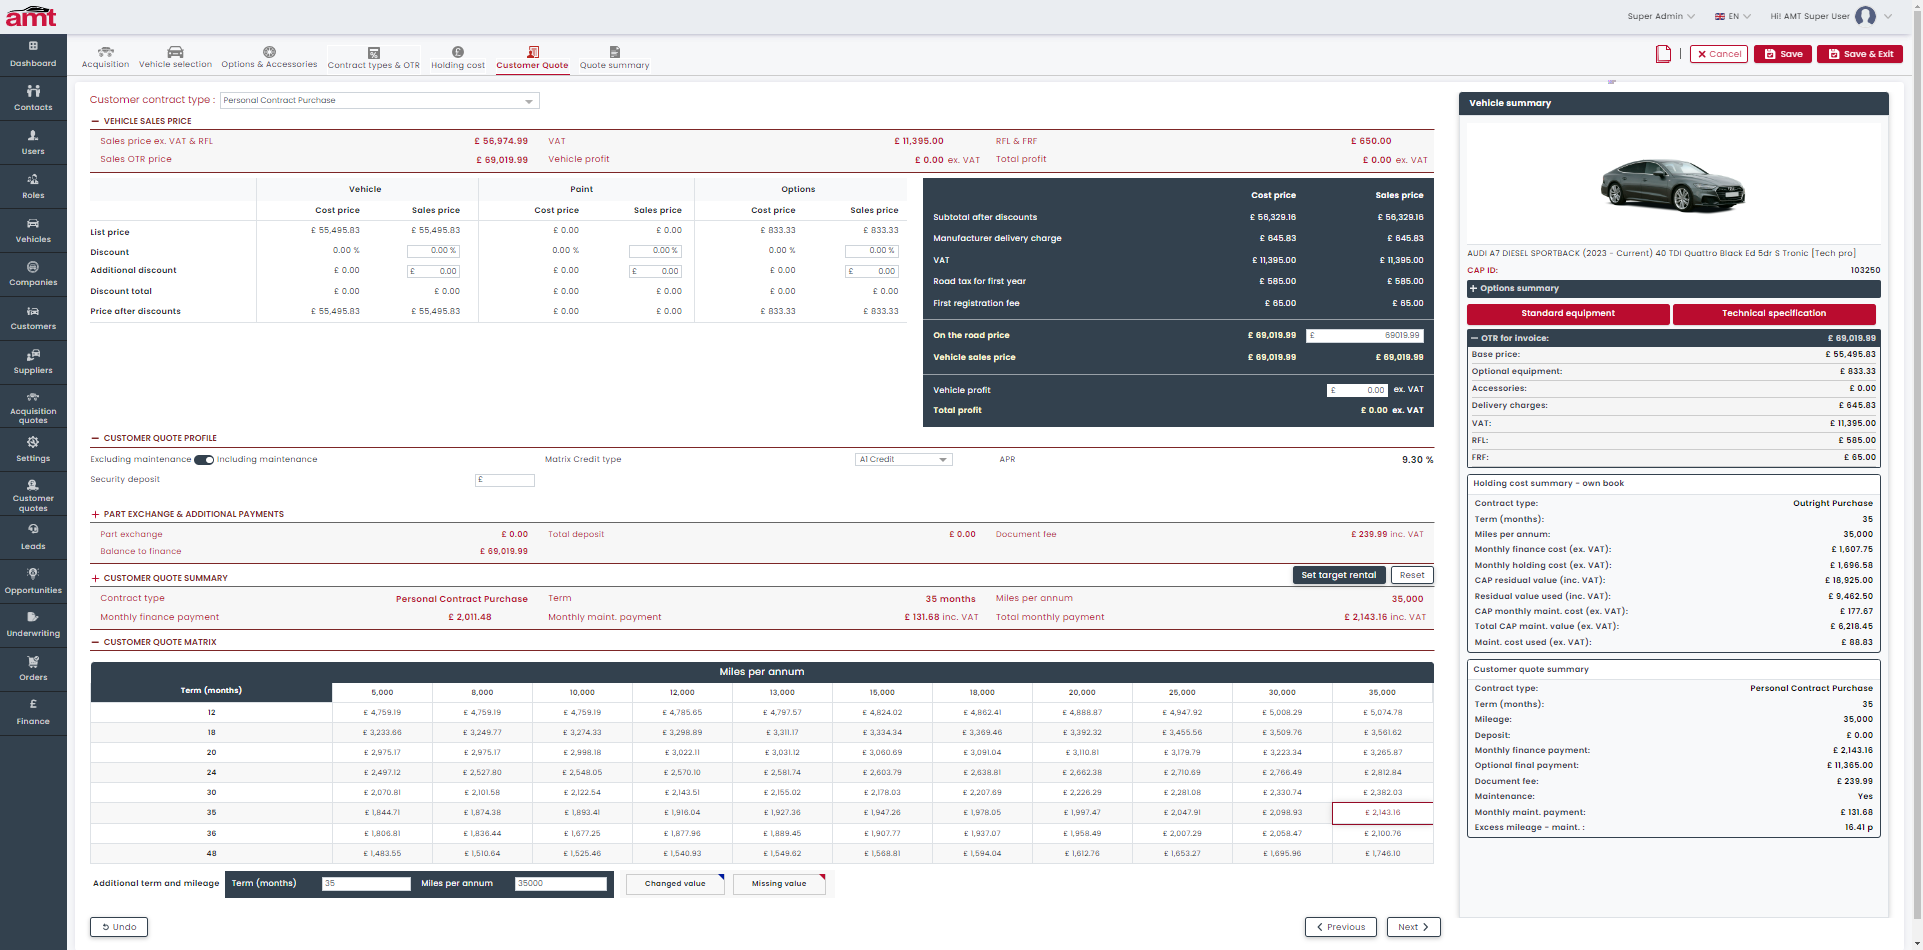 amt
Super Admin
EN
Hi! AMT Super User
Dashboard
Contacts
Users
Roles
Vehicles
Companies
Customers
Suppliers
Acquisition quotes
Settings
Customer quotes
Leads
Opportunities
Underwriting
Orders
Finance
Acquisition
Vehicle selection
Options & Accessories
Contract types & OTR
Holding cost
Customer Quote
Quote summary
Cancel
Save
Save & Exit
Customer contract type : Personal Contract Purchase
VEHICLE SALES PRICE
Sales price ex. VAT & RFL £ 56,974.99 VAT £ 11,395.00 RFL & FRF £ 650.00
Sales OTR price £ 69,019.99 Vehicle profit £ 0.00 ex. VAT Total profit £ 0.00 ex. VAT
Vehicle Paint Options
Cost price Sales price Cost price Sales price Cost price Sales price
List price £ 55,495.83 £ 55,495.83 £ 0.00 £ 0.00 £ 833.33 £ 833.33
Discount 0.00 % 0.00 % 0.00 % 0.00 % 0.00 % 0.00 %
Additional discount £ 0.00 £ 0.00 £ 0.00 £ 0.00 £ 0.00 £ 0.00
Discount total £ 0.00 £ 0.00 £ 0.00 £ 0.00 £ 0.00 £ 0.00
Price after discounts £ 55,495.83 £ 55,495.83 £ 0.00 £ 0.00 £ 833.33 £ 833.33
Cost price Sales price
Subtotal after discounts £ 56,329.16 £ 56,329.16
Manufacturer delivery charge £ 645.83 £ 645.83
VAT £ 11,395.00 £ 11,395.00
Road tax for first year £ 585.00 £ 585.00
First registration fee £ 65.00 £ 65.00
On the road price £ 69,019.99 £ 69019.99
Vehicle sales price £ 69,019.99 £ 69,019.99
Vehicle profit £ 0.00 ex. VAT
Total profit £ 0.00 ex. VAT
CUSTOMER QUOTE PROFILE
Excluding maintenance Including maintenance Matrix Credit type A1 Credit APR 9.30 %
Security deposit £
PART EXCHANGE & ADDITIONAL PAYMENTS
Part exchange £ 0.00 Total deposit £ 0.00 Document fee £ 239.99 inc. VAT
Balance to finance £ 69,019.99
CUSTOMER QUOTE SUMMARY Set target rental Reset
Contract type Personal Contract Purchase Term 35 months Miles per annum 35,000
Monthly finance payment £ 2,011.48 Monthly maint. payment £ 131.68 inc. VAT Total monthly payment £ 2,143.16 inc. VAT
CUSTOMER QUOTE MATRIX
Miles per annum
Term (months) 5,000 8,000 10,000 12,000 13,000 15,000 18,000 20,000 25,000 30,000 35,000
12 £ 4,759.19 £ 4,759.19 £ 4,759.19 £ 4,785.65 £ 4,797.57 £ 4,824.02 £ 4,862.41 £ 4,888.87 £ 4,947.92 £ 5,008.29 £ 5,074.78
18 £ 3,233.66 £ 3,249.77 £ 3,274.33 £ 3,298.89 £ 3,311.17 £ 3,334.34 £ 3,369.46 £ 3,392.32 £ 3,455.56 £ 3,509.76 £ 3,561.62
20 £ 2,975.17 £ 2,975.17 £ 2,998.18 £ 3,022.11 £ 3,031.12 £ 3,060.69 £ 3,091.04 £ 3,110.81 £ 3,179.79 £ 3,223.34 £ 3,265.87
24 £ 2,497.12 £ 2,527.80 £ 2,548.05 £ 2,570.10 £ 2,581.74 £ 2,603.79 £ 2,638.81 £ 2,662.38 £ 2,710.69 £ 2,766.49 £ 2,812.84
30 £ 2,070.81 £ 2,101.58 £ 2,122.54 £ 2,143.51 £ 2,155.02 £ 2,178.03 £ 2,207.69 £ 2,226.29 £ 2,281.08 £ 2,330.74 £ 2,382.03
35 £ 1,844.71 £ 1,874.38 £ 1,893.41 £ 1,916.04 £ 1,927.36 £ 1,947.26 £ 1,978.05 £ 1,997.47 £ 2,047.91 £ 2,098.93 £ 2,143.16
36 £ 1,806.81 £ 1,836.44 £ 1,677.25 £ 1,877.96 £ 1,889.45 £ 1,907.77 £ 1,937.07 £ 1,958.49 £ 2,007.29 £ 2,058.47 £ 2,100.76
48 £ 1,483.55 £ 1,510.64 £ 1,525.46 £ 1,540.93 £ 1,549.62 £ 1,568.81 £ 1,594.04 £ 1,612.76 £ 1,653.27 £ 1,695.96 £ 1,746.10
Additional term and mileage Term (months) 35 Miles per annum 35000 Changed value Missing value
Undo
Previous
Next
Vehicle summary
AUDI A7 DIESEL SPORTBACK (2023 - Current) 40 TDI Quattro Black Ed 5dr S Tronic [Tech pro]
CAP ID: 103250
Options summary
Standard equipment
Technical specification
OTR for invoice: £ 69,019.99
Base price: £ 55,495.83
Optional equipment: £ 833.33
Accessories: £ 0.00
Delivery charges: £ 645.83
VAT: £ 11,395.00
RFL: £ 585.00
FRF: £ 65.00
Holding cost summary - own book
Contract type: Outright Purchase
Term (months): 35
Miles per annum: 35,000
Monthly finance cost (ex. VAT): £ 1,607.75
Monthly holding cost (ex. VAT): £ 1,696.58
CAP residual value (inc. VAT): £ 18,925.00
Residual value used (inc. VAT): £ 9,462.50
CAP monthly maint. cost (ex. VAT): £ 177.67
Total CAP maint. value (ex. VAT): £ 6,218.45
Maint. cost used (ex. VAT): £ 88.83
Customer quote summary
Contract type: Personal Contract Purchase
Term (months): 35
Mileage: 35,000
Deposit: £ 0.00
Monthly finance payment: £ 2,143.16
Optional final payment: £ 11,365.00
Document fee: £ 239.99
Maintenance: Yes
Monthly maint. payment: £ 131.68
Excess mileage - maint. : 16.41 p